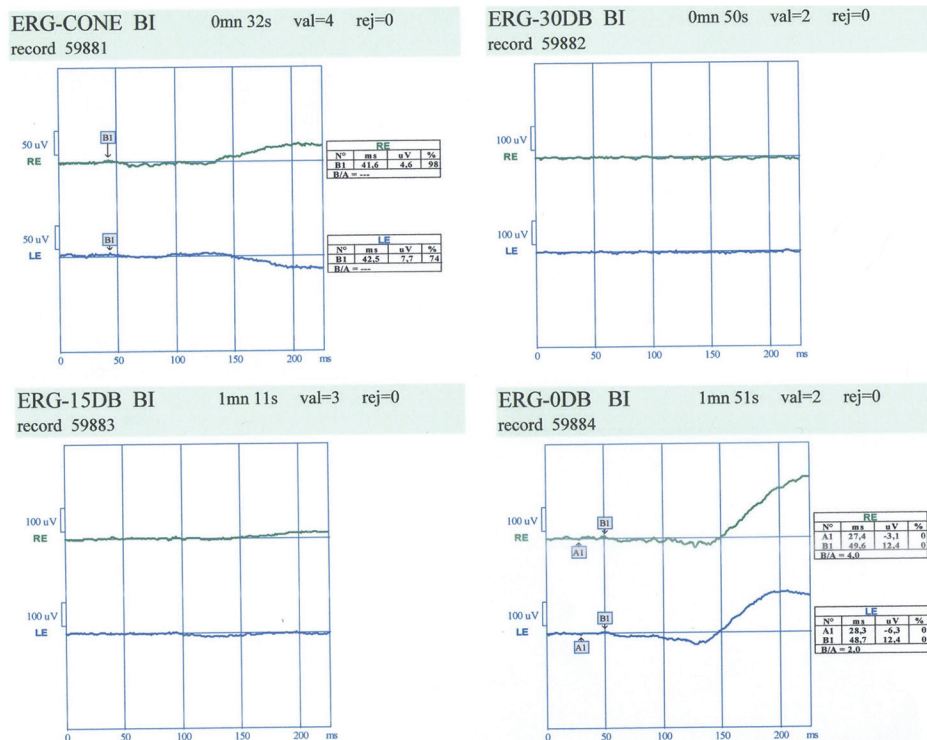 ERG-CONE BI 0mn 32s val=4 rej=0
record 59881
50 uV
RE
B1
RE
N° ms uV %
B1 41,6 4,6 98
B/A = ---
50 uV
LE
B1
LE
N° ms uV %
B1 42,5 7,7 74
B/A = ---
0 50 100 150 200 ms
ERG-30DB BI 0mn 50s val=2 rej=0
record 59882
100 uV
RE
100 uV
LE
0 50 100 150 200 ms
ERG-15DB BI 1mn 11s val=3 rej=0
record 59883
100 uV
RE
100 uV
LE
0 50 100 150 200 ms
ERG-0DB BI 1mn 51s val=2 rej=0
record 59884
100 uV
RE
B1
A1
RE
N° ms uV %
A1 27,4 -3,1 0
B1 49,6 12,4 0
B/A = 4,0
100 uV
LE
B1
A1
LE
N° ms uV %
A1 28,3 -6,3 0
B1 48,7 12,4 0
B/A = 2,0
0 50 100 150 200 ms